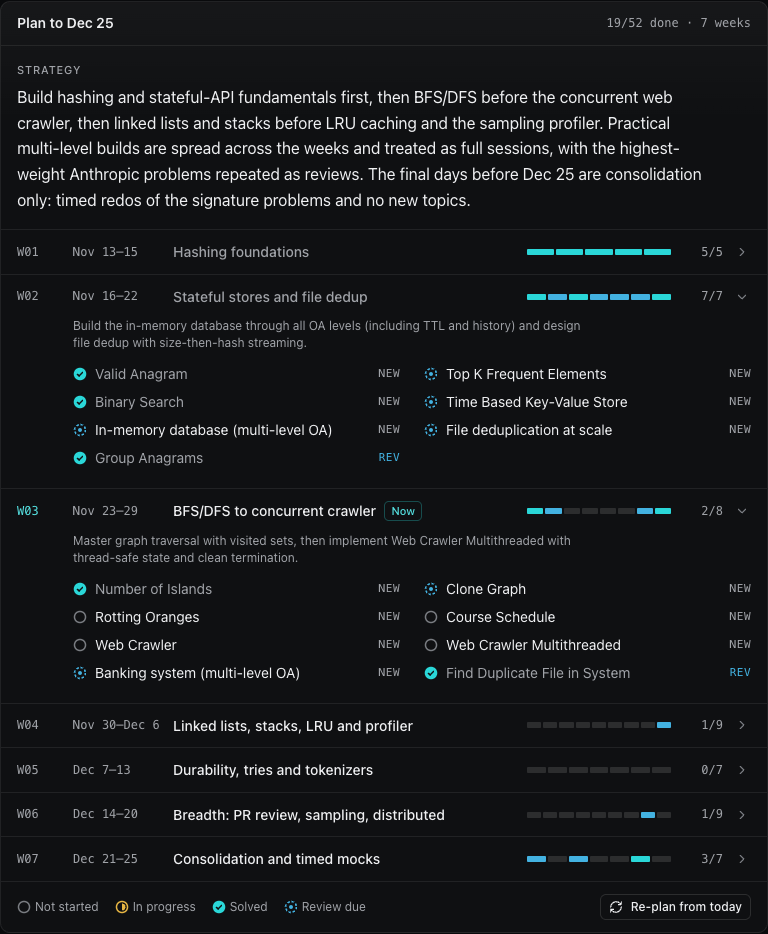 Plan to Dec 25
19/52 done · 7 weeks
STRATEGY
Build hashing and stateful-API fundamentals first, then BFS/DFS before the concurrent web
crawler, then linked lists and stacks before LRU caching and the sampling profiler. Practical
multi-level builds are spread across the weeks and treated as full sessions, with the highest-
weight Anthropic problems repeated as reviews. The final days before Dec 25 are consolidation
only: timed redos of the signature problems and no new topics.
W01 Nov 13–15 Hashing foundations 5/5
W02 Nov 16–22 Stateful stores and file dedup 7/7
Build the in-memory database through all OA levels (including TTL and history) and design
file dedup with size-then-hash streaming.
Valid Anagram NEW Top K Frequent Elements NEW
Binary Search NEW Time Based Key-Value Store NEW
In-memory database (multi-level OA) NEW File deduplication at scale NEW
Group Anagrams REV
W03 Nov 23–29 BFS/DFS to concurrent crawler Now 2/8
Master graph traversal with visited sets, then implement Web Crawler Multithreaded with
thread-safe state and clean termination.
Number of Islands NEW Clone Graph NEW
Rotting Oranges NEW Course Schedule NEW
Web Crawler NEW Web Crawler Multithreaded NEW
Banking system (multi-level OA) NEW Find Duplicate File in System REV
W04 Nov 30–Dec 6 Linked lists, stacks, LRU and profiler 1/9
W05 Dec 7–13 Durability, tries and tokenizers 0/7
W06 Dec 14–20 Breadth: PR review, sampling, distributed 1/9
W07 Dec 21–25 Consolidation and timed mocks 3/7
Not started In progress Solved Review due Re-plan from today